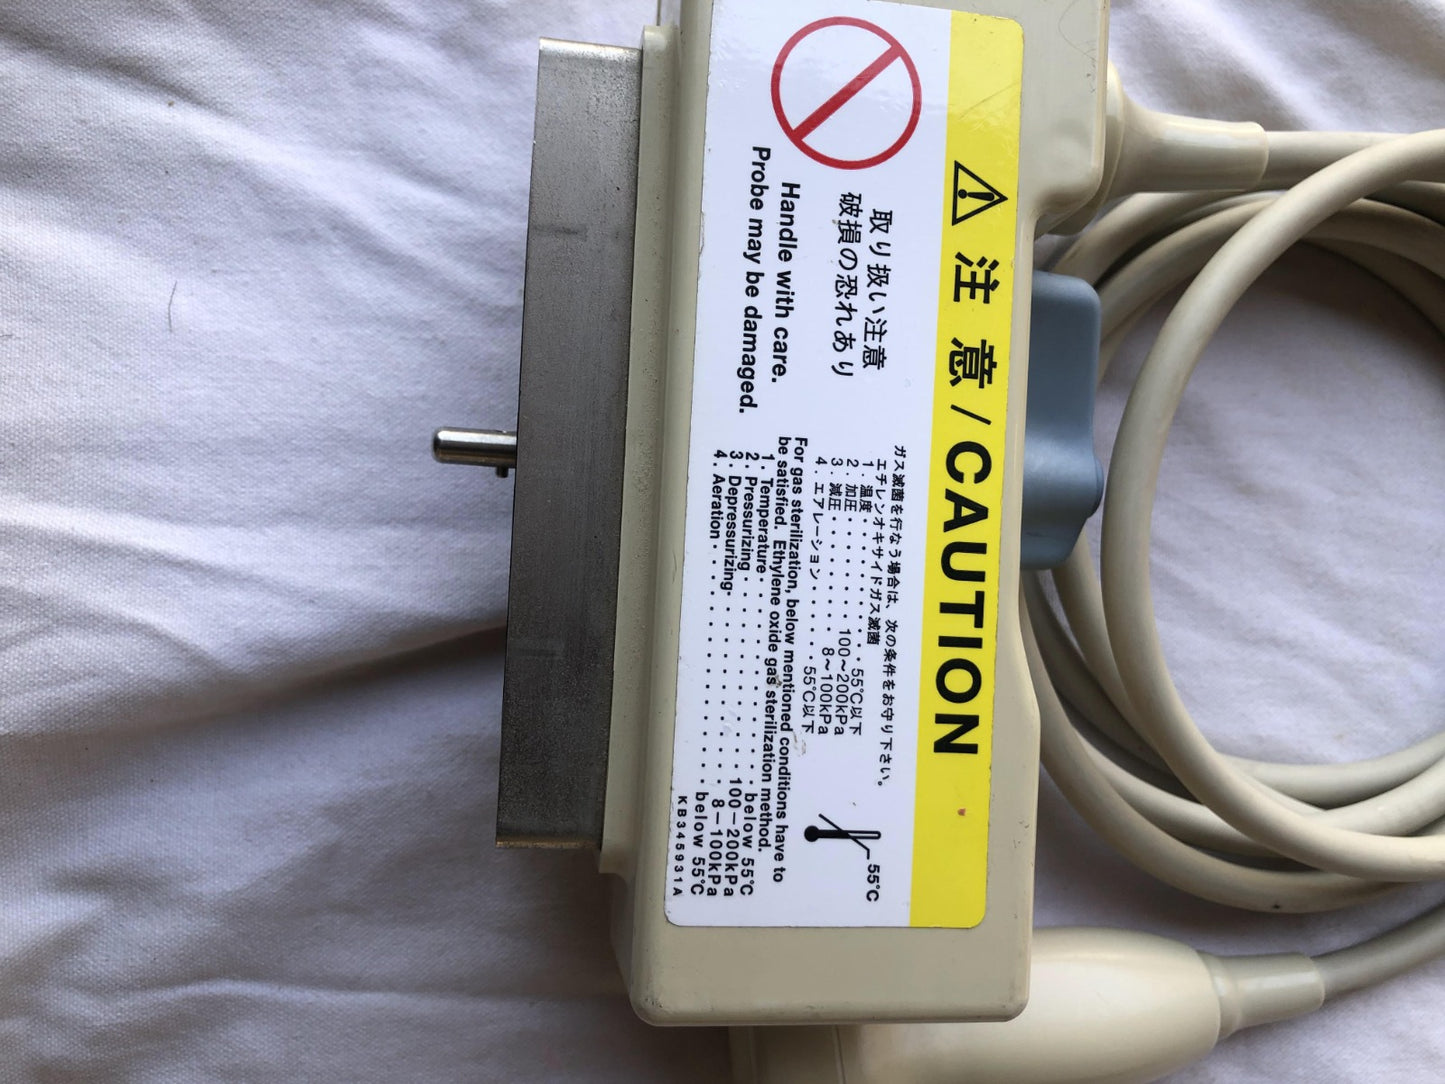 注 意 / CAUTION
取り扱い注意
破損の恐れあり
Handle with care.
Probe may be damaged.
ガス滅菌を行なう場合は、次の条件をお守り下さい。
エチレンオキサイドガス滅菌
1. 温度 . . . . . . . . . . . 55℃以下
2. 加圧 . . . . . . . . 100~200kPa
3. 減圧 . . . . . . . . . 8~100kPa
4. エアレーション . . . . . 55℃以下
55℃
For gas sterilization, below mentioned conditions have to
be satisfied. Ethylene oxide gas sterilization method.
1. Temperature . . . . . . . . . . . below 55℃
2. Pressurizing . . . . . . . . . . 100-200kPa
3. Depressurizing . . . . . . . . . 8-100kPa
4. Aeration . . . . . . . . . . . . . below 55℃
KB345931A